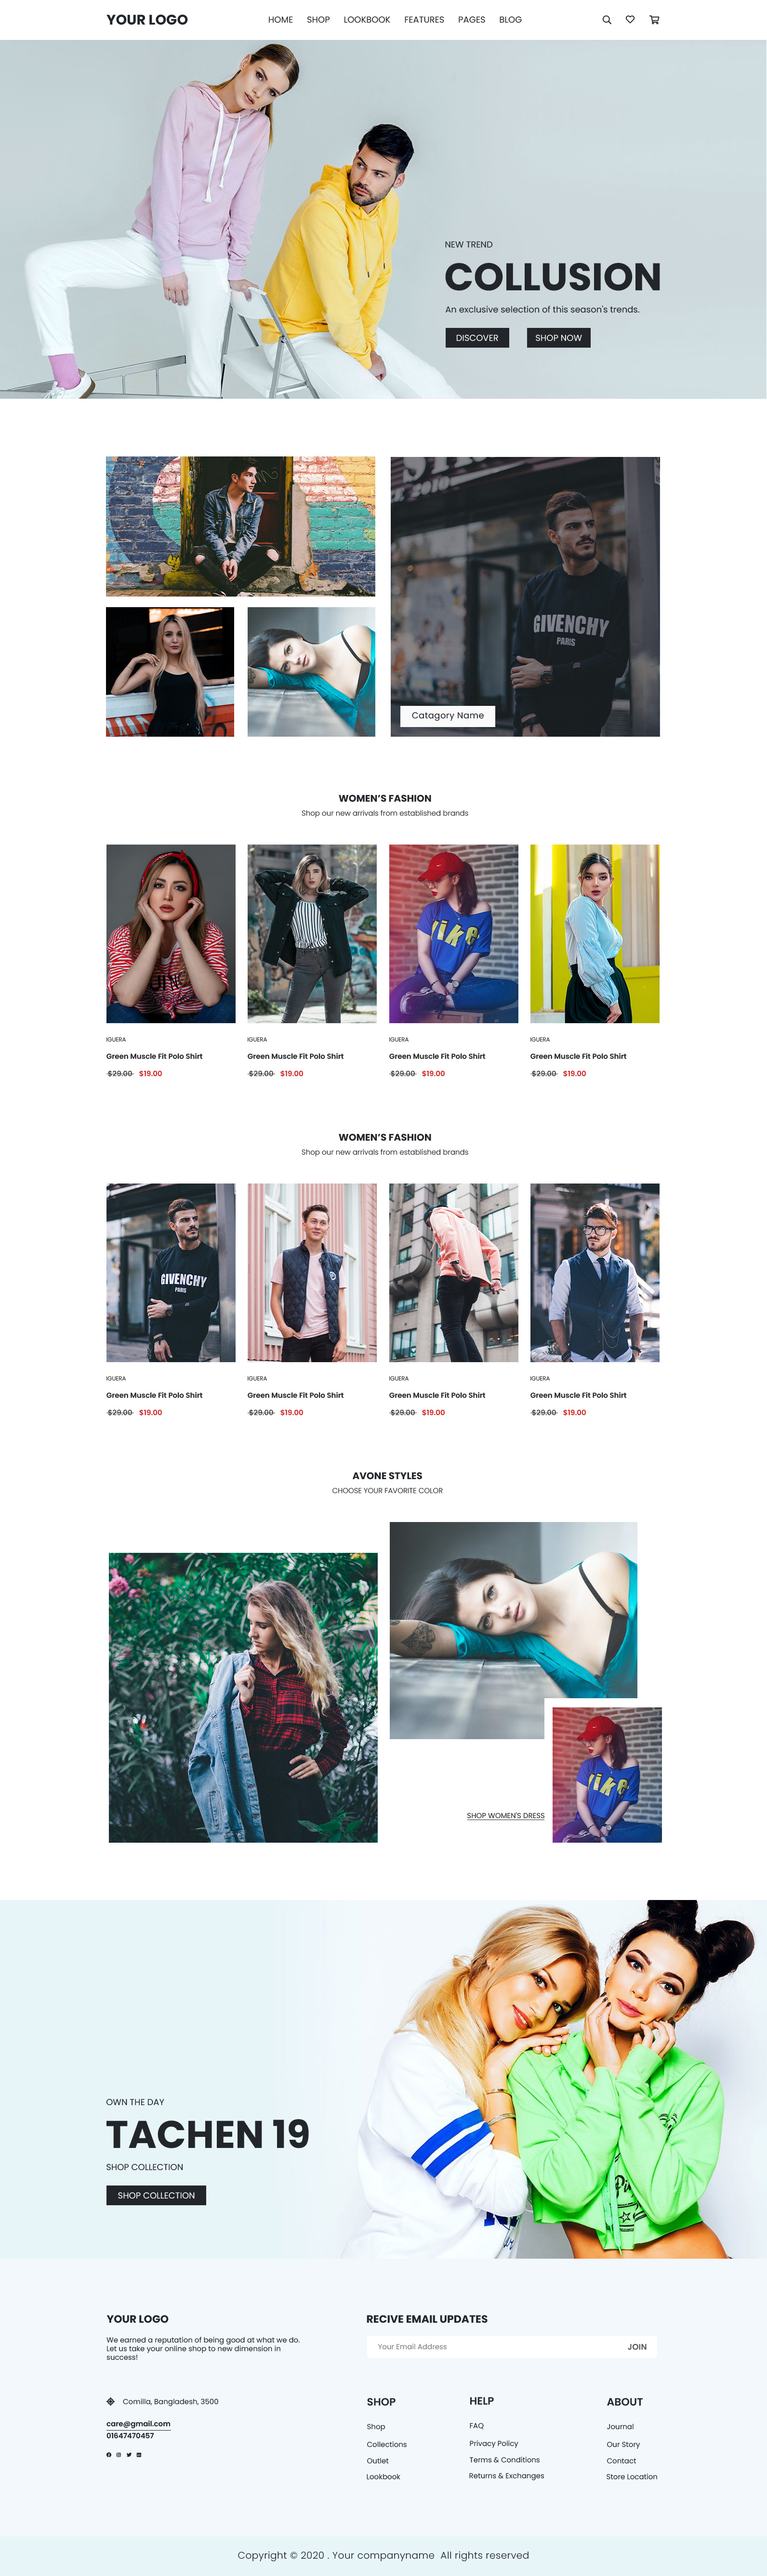 YOUR LOGO
HOME SHOP LOOKBOOK FEATURES PAGES BLOG
NEW TREND
COLLUSION
An exclusive selection of this season's trends.
DISCOVER SHOP NOW
GIVENCHY
PARIS
Catagory Name
WOMEN'S FASHION
Shop our new arrivals from established brands
IGUERA IGUERA IGUERA IGUERA
Green Muscle Fit Polo Shirt Green Muscle Fit Polo Shirt Green Muscle Fit Polo Shirt Green Muscle Fit Polo Shirt
$29.00 $19.00 $29.00 $19.00 $29.00 $19.00 $29.00 $19.00
WOMEN'S FASHION
Shop our new arrivals from established brands
GIVENCHY
PARIS
IGUERA IGUERA IGUERA IGUERA
Green Muscle Fit Polo Shirt Green Muscle Fit Polo Shirt Green Muscle Fit Polo Shirt Green Muscle Fit Polo Shirt
$29.00 $19.00 $29.00 $19.00 $29.00 $19.00 $29.00 $19.00
AVONE STYLES
CHOOSE YOUR FAVORITE COLOR
SHOP WOMEN'S DRESS
OWN THE DAY
TACHEN 19
SHOP COLLECTION
SHOP COLLECTION
YOUR LOGO
We earned a reputation of being good at what we do.
Let us take your online shop to new dimension in
success!
Comilla, Bangladesh, 3500
care@gmail.com
01647470457
RECIVE EMAIL UPDATES
Your Email Address JOIN
SHOP
Shop
Collections
Outlet
Lookbook
HELP
FAQ
Privacy Policy
Terms & Conditions
Returns & Exchanges
ABOUT
Journal
Our Story
Contact
Store Location
Copyright © 2020 . Your companyname All rights reserved